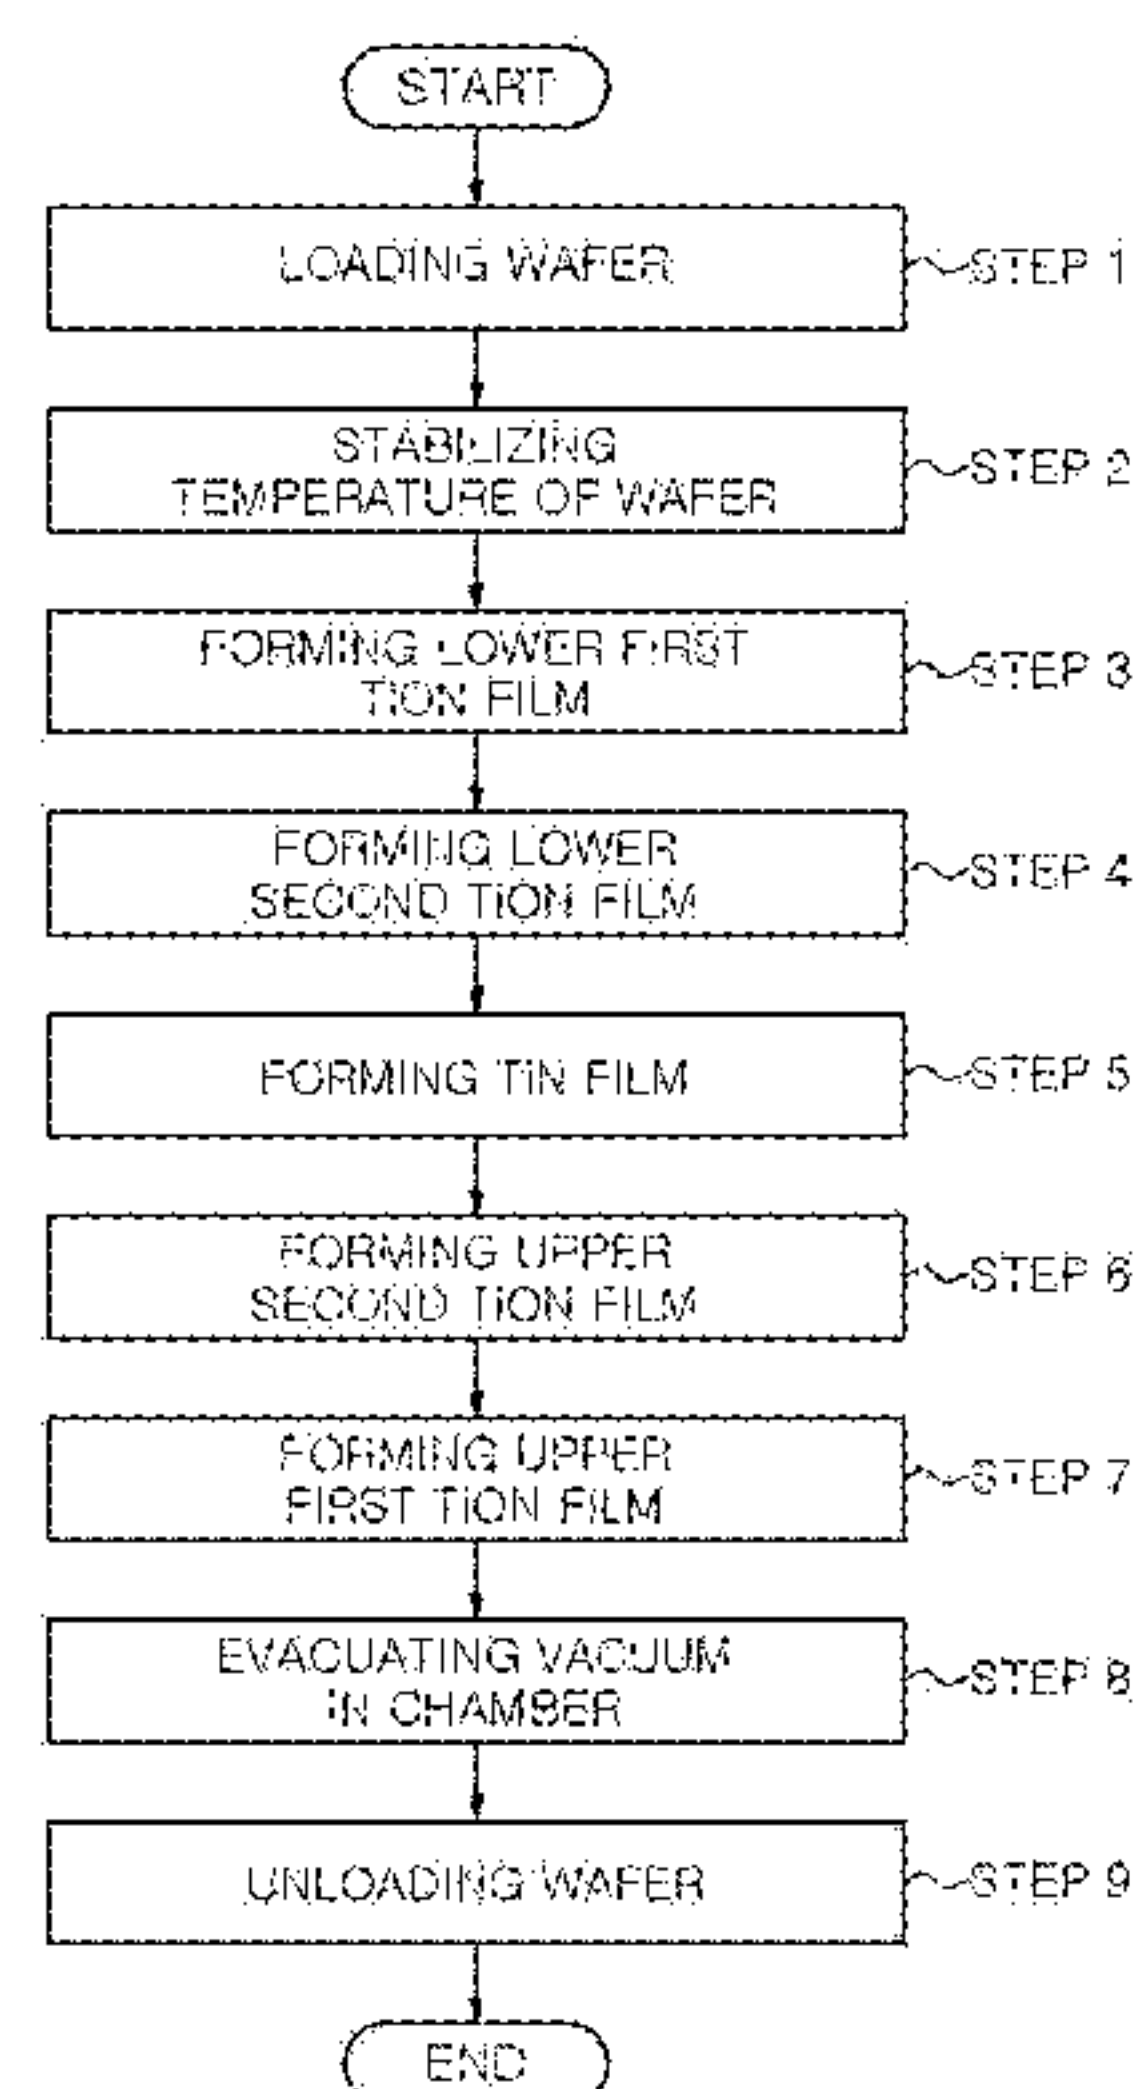 START
LOADING WAFER
STEP 1
STABILIZING
TEMPERATURE OF WAFER
STEP 2
FORMING LOWER FIRST
TiON FILM
STEP 3
FORMING LOWER
SECOND TiON FILM
STEP 4
FORMING TiN FILM
STEP 5
FORMING UPPER
SECOND TiON FILM
STEP 6
FORMING UPPER
FIRST TiON FILM
STEP 7
EVACUATING VACUUM
IN CHAMBER
STEP 8
UNLOADING WAFER
STEP 9
END